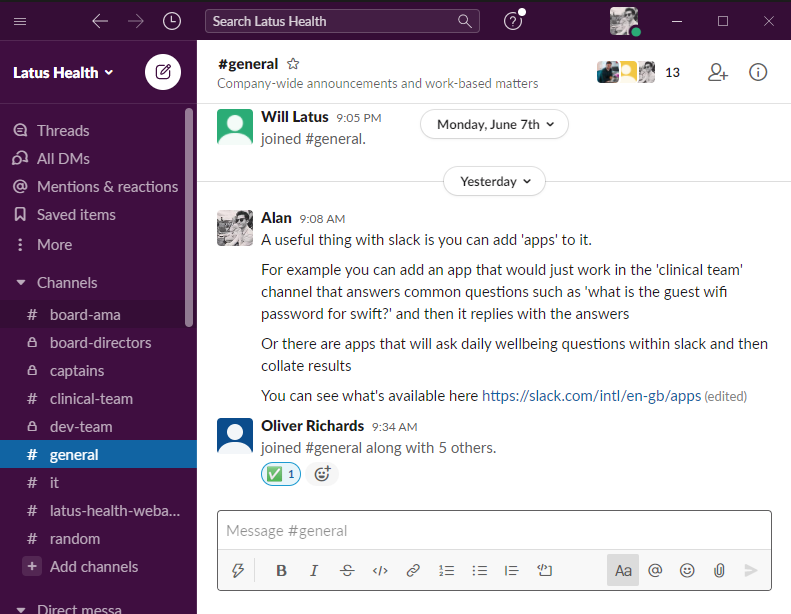 Search Latus Health
Latus Health
Threads
All DMs
Mentions & reactions
Saved items
More
Channels
# board-ama
board-directors
captains
# clinical-team
dev-team
# general
# it
# latus-health-weba...
# random
+ Add channels
Direct messa
#general
Company-wide announcements and work-based matters
13
Will Latus 9:05 PM
joined #general.
Monday, June 7th
Yesterday
Alan 9:08 AM
A useful thing with slack is you can add 'apps' to it.
For example you can add an app that would just work in the 'clinical team'
channel that answers common questions such as 'what is the guest wifi
password for swift?' and then it replies with the answers
Or there are apps that will ask daily wellbeing questions within slack and then
collate results
You can see what's available here https://slack.com/intl/en-gb/apps (edited)
Oliver Richards 9:34 AM
joined #general along with 5 others.
1
Message #general
B I S </> Aa @